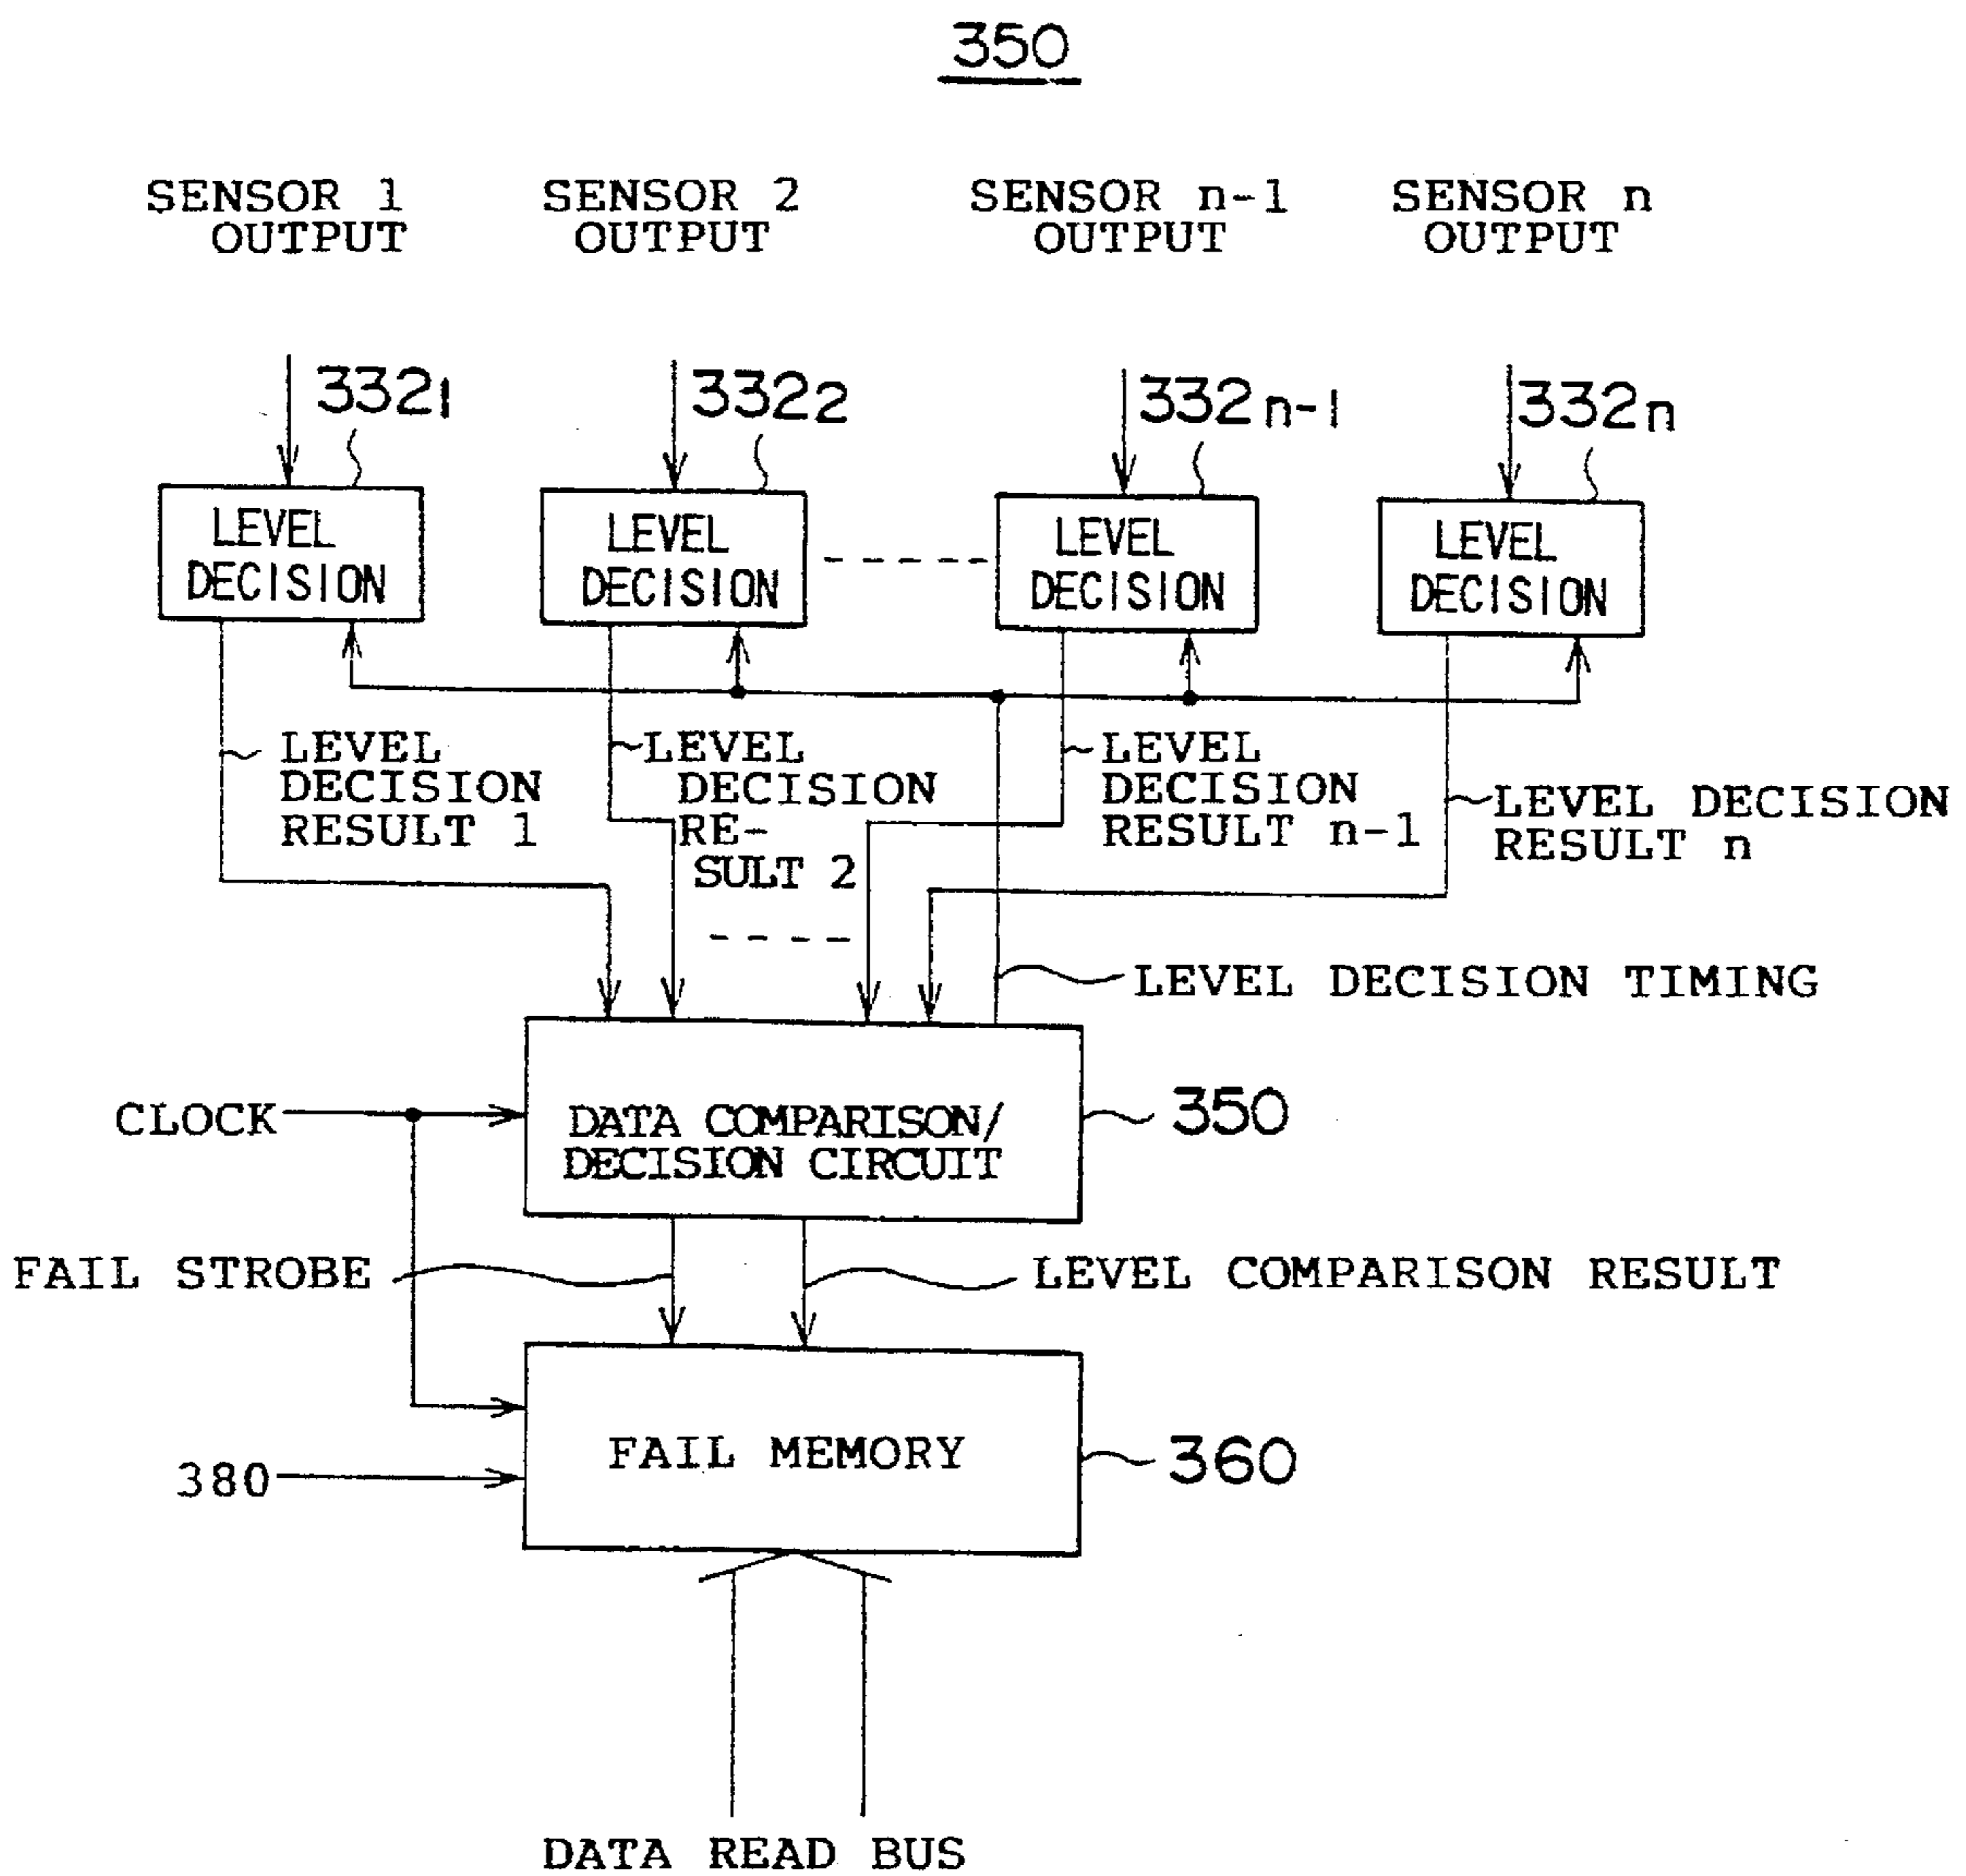 350
SENSOR 1
OUTPUT
SENSOR 2
OUTPUT
SENSOR n-1
OUTPUT
SENSOR n
OUTPUT
332₁
332₂
332n-1
332n
LEVEL
DECISION
LEVEL
DECISION
LEVEL
DECISION
LEVEL
DECISION
LEVEL
DECISION
RESULT 1
LEVEL
DECISION
RE-
SULT 2
LEVEL
DECISION
RESULT n-1
LEVEL DECISION
RESULT n
LEVEL DECISION TIMING
CLOCK
DATA COMPARISON/
DECISION CIRCUIT
350
FAIL STROBE
LEVEL COMPARISON RESULT
FAIL MEMORY
360
380
DATA READ BUS